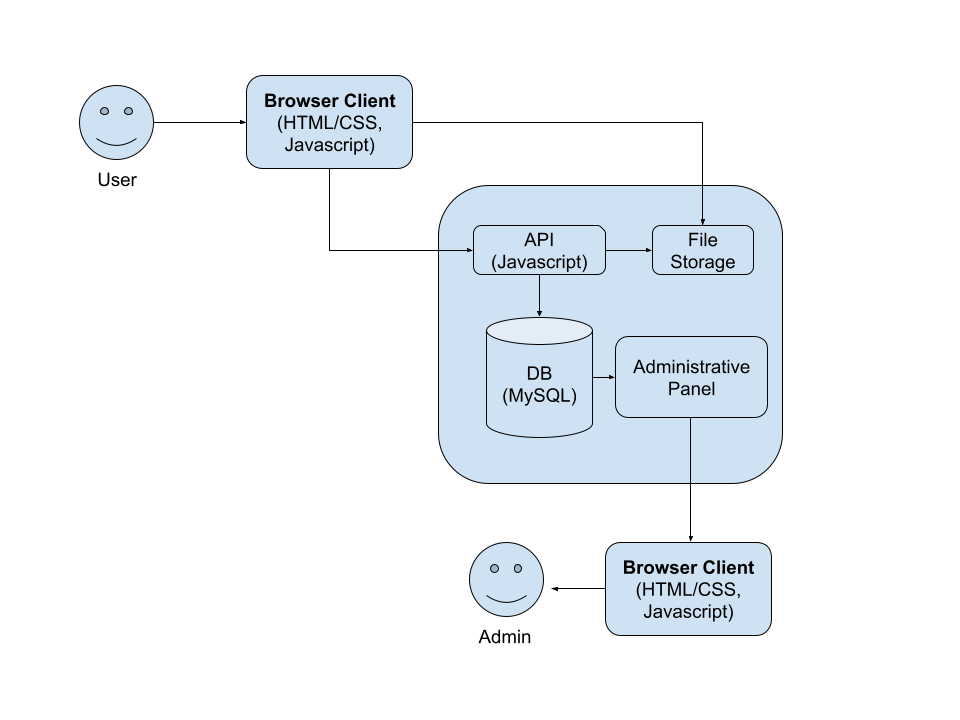 Browser Client
(HTML/CSS,
Javascript)
User
API
(Javascript)
File
Storage
DB
(MySQL)
Administrative
Panel
Browser Client
(HTML/CSS,
Javascript)
Admin